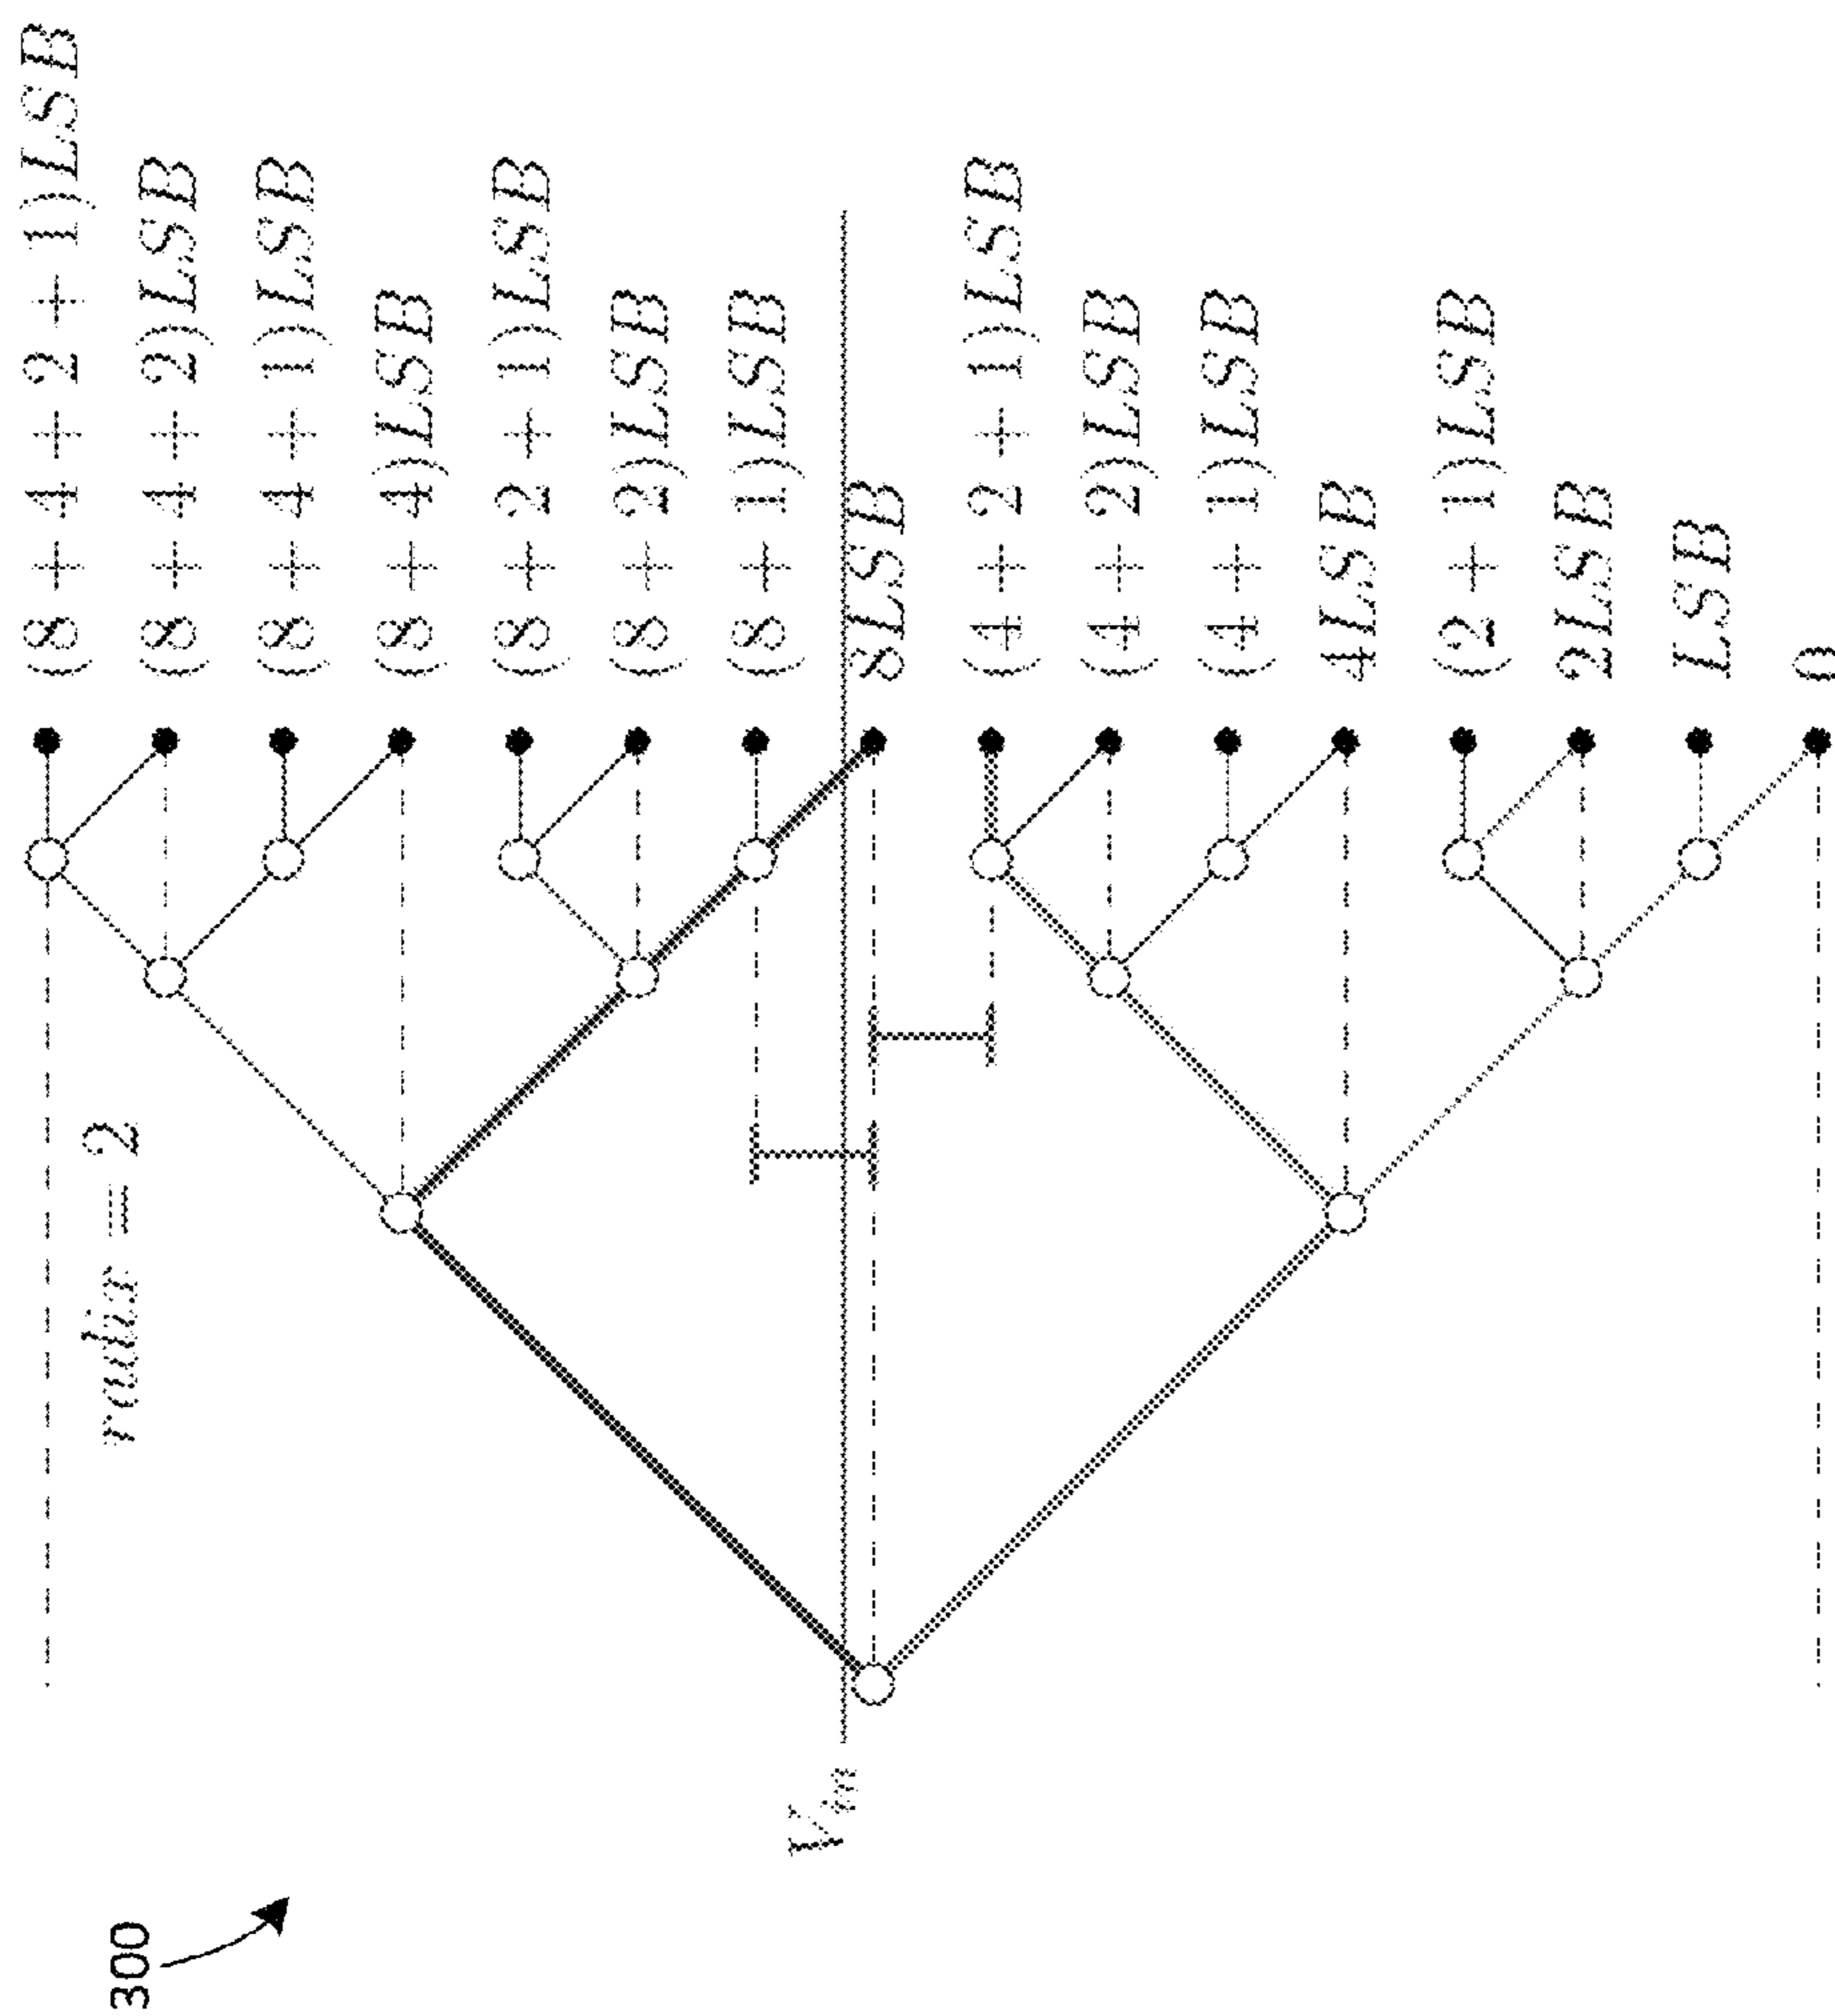 300
radix = 2
V_in
(8 + 4 + 2 + 1)LSB
(8 + 4 + 2)LSB
(8 + 4 + 1)LSB
(8 + 4)LSB
(8 + 2 + 1)LSB
(8 + 2)LSB
(8 + 1)LSB
8LSB
(4 + 2 + 1)LSB
(4 + 2)LSB
(4 + 1)LSB
4LSB
(2 + 1)LSB
2LSB
LSB
0